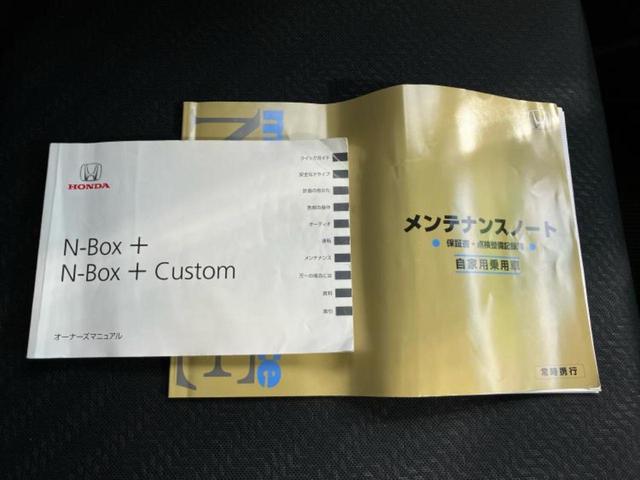 HONDA
N-Box +
N-Box + Custom
オーナーズマニュアル
クイックガイド
安全なドライブ
計器の見かた
各部の操作
オーディオ
運転
メンテナンス
万一の場合には
資料
索引
メンテナンスノート
保証書・点検整備記録簿
自家用乗用車
常時携行